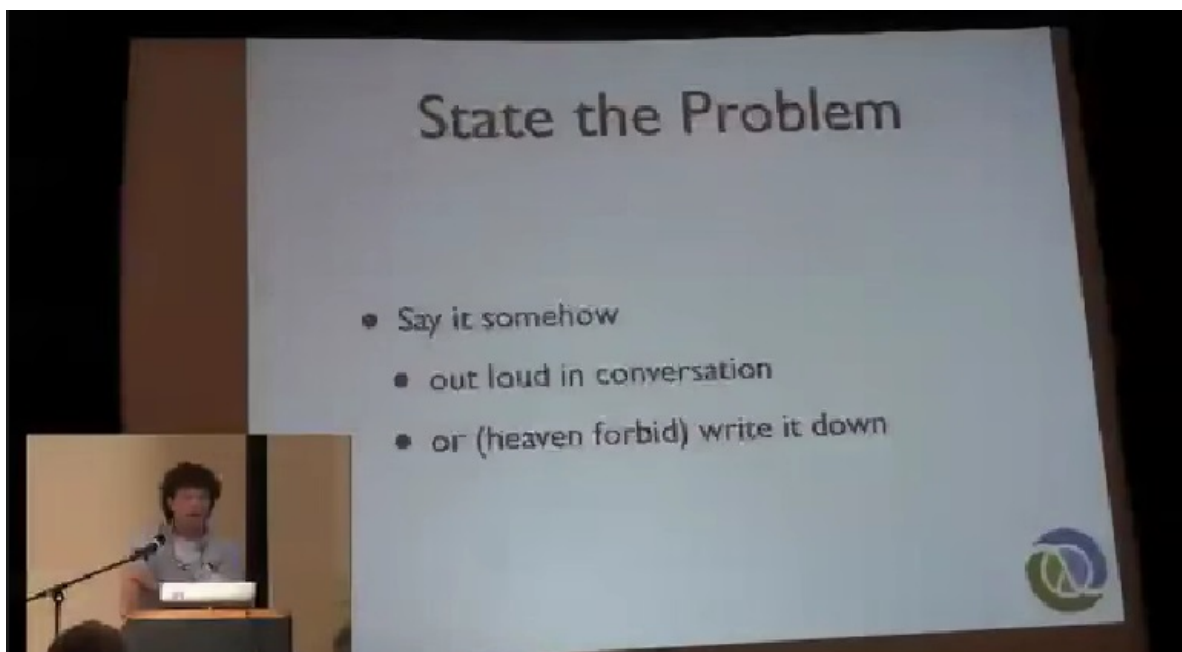 State the Problem
Say it somehow
out loud in conversation
or (heaven forbid) write it down